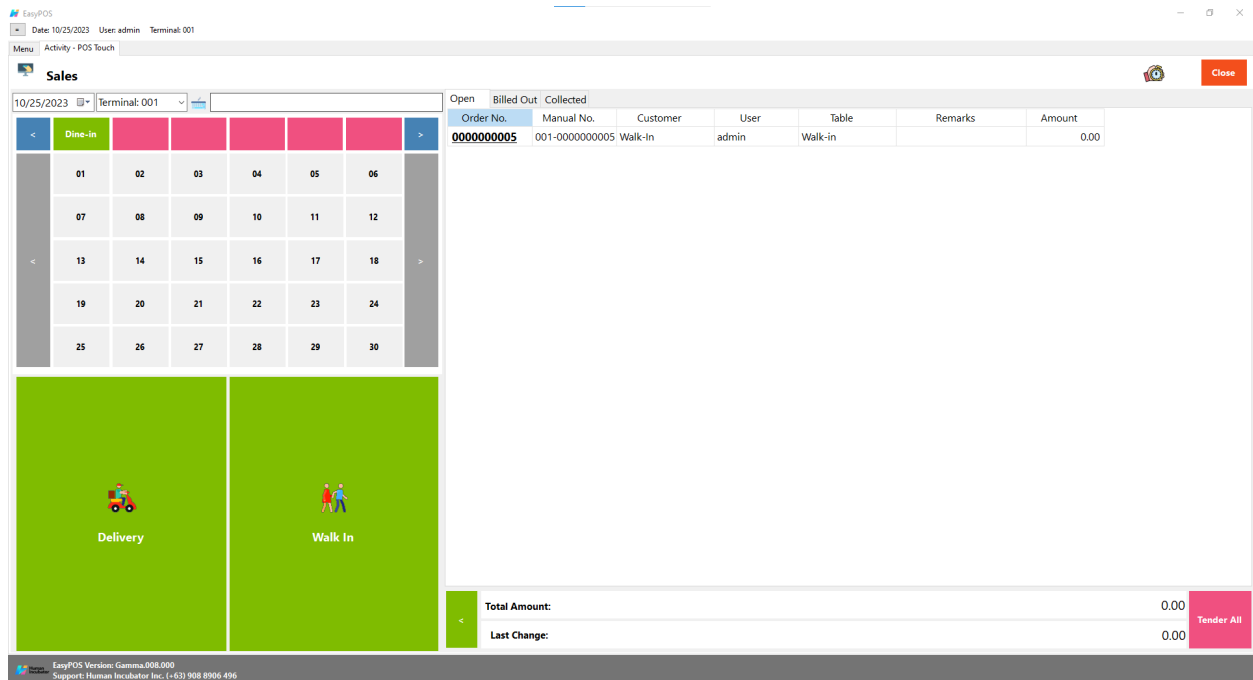 EasyPOS
Date: 10/25/2023 User: admin Terminal: 001
Menu Activity - POS Touch
Sales
Close
10/25/2023 Terminal: 001
Open Billed Out Collected
Order No. Manual No. Customer User Table Remarks Amount
0000000005 001-0000000005 Walk-In admin Walk-in 0.00
< Dine-in >
01 02 03 04 05 06
07 08 09 10 11 12
< 13 14 15 16 17 18 >
19 20 21 22 23 24
25 26 27 28 29 30
Delivery Walk In
<
Total Amount: 0.00
Last Change: 0.00
Tender All
Human
Incubator
EasyPOS Version: Gamma.008.000
Support: Human Incubator Inc. (+63) 908 8906 496